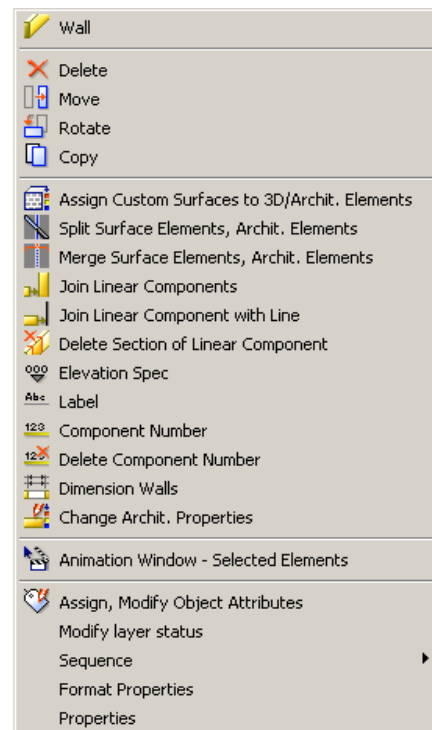 Wall
Delete
Move
Rotate
Copy
Assign Custom Surfaces to 3D/Archit. Elements
Split Surface Elements, Archit. Elements
Merge Surface Elements, Archit. Elements
Join Linear Components
Join Linear Component with Line
Delete Section of Linear Component
000 Elevation Spec
Abc Label
123 Component Number
Delete Component Number
Dimension Walls
Change Archit. Properties
Animation Window - Selected Elements
Assign, Modify Object Attributes
Modify layer status
Sequence
Format Properties
Properties